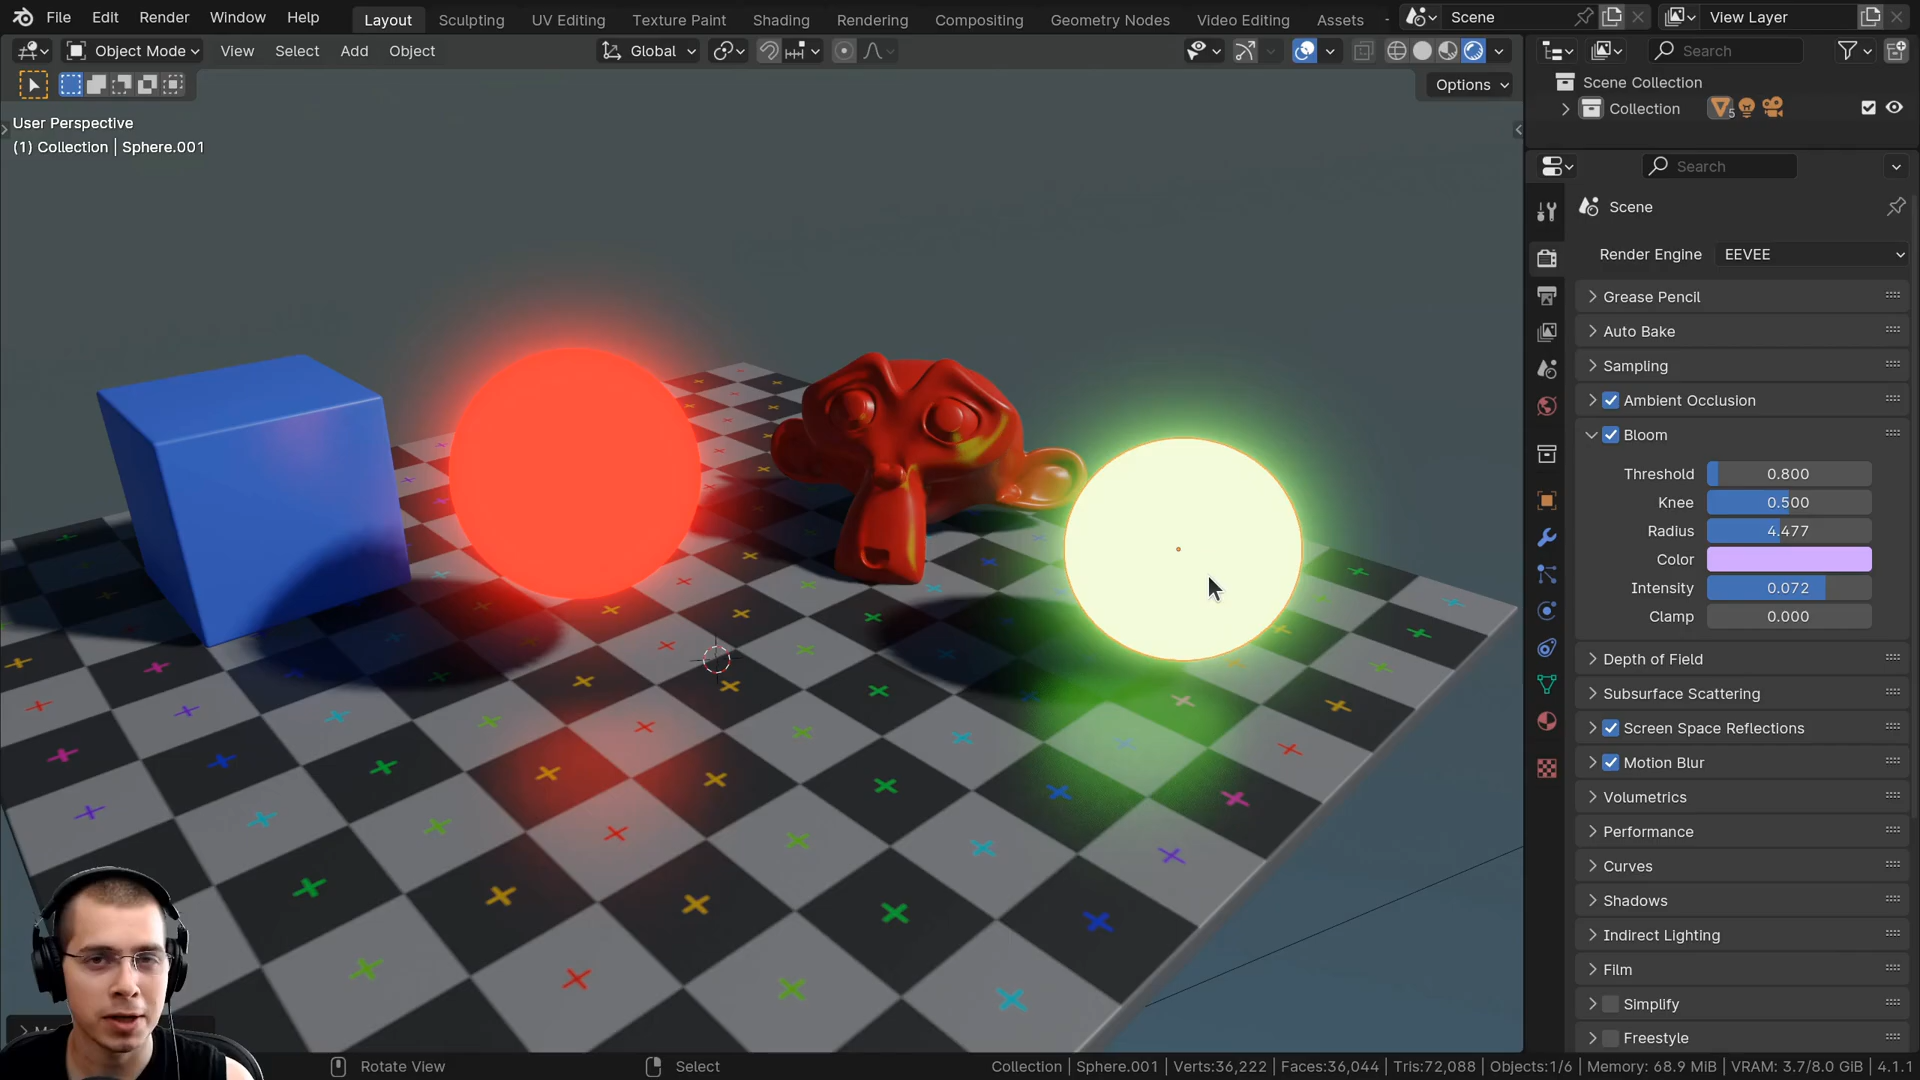 File Edit Render Window Help Layout Sculpting UV Editing Texture Paint Shading Rendering Compositing Geometry Nodes Video Editing Assets Scene View Layer
Object Mode View Select Add Object Global Search
Options
Scene Collection
Collection 5
User Perspective
(1) Collection | Sphere.001
Search
Scene
Render Engine EEVEE
Grease Pencil
Auto Bake
Sampling
Ambient Occlusion
Bloom
Threshold 0.800
Knee 0.500
Radius 4.477
Color
Intensity 0.072
Clamp 0.000
Depth of Field
Subsurface Scattering
Screen Space Reflections
Motion Blur
Volumetrics
Performance
Curves
Shadows
Indirect Lighting
Film
Simplify
Freestyle
Rotate View Select Collection | Sphere.001 | Verts:36,222 | Faces:36,044 | Tris:72,088 | Objects:1/6 | Memory: 68.9 MiB | VRAM: 3.7/8.0 GiB | 4.1.1